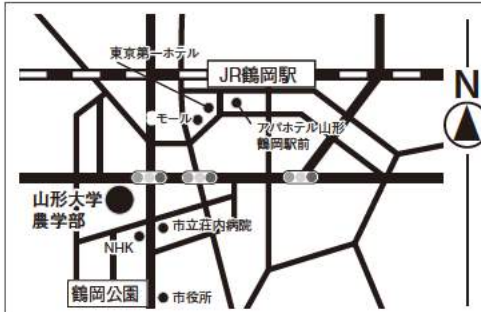 東京第一ホテル
JR鶴岡駅
N
モール
アパホテル山形
鶴岡駅前
山形大学
農学部
市立荘内病院
NHK
鶴岡公園
市役所